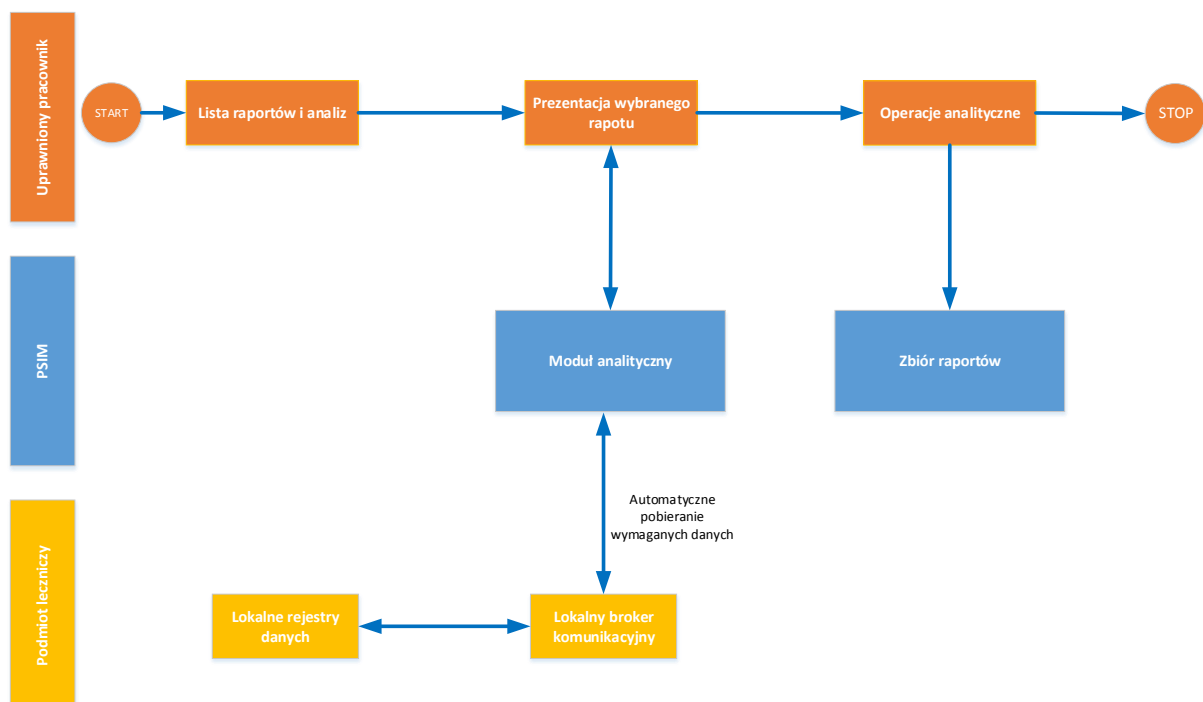 Uprawniony pracownik
START
Lista raportów i analiz
Prezentacja wybranego
rapotu
Operacje analityczne
STOP
PSIM
Moduł analityczny
Zbiór raportów
Automatyczne
pobieranie
wymaganych danych
Podmiot leczniczy
Lokalne rejestry
danych
Lokalny broker
komunikacyjny